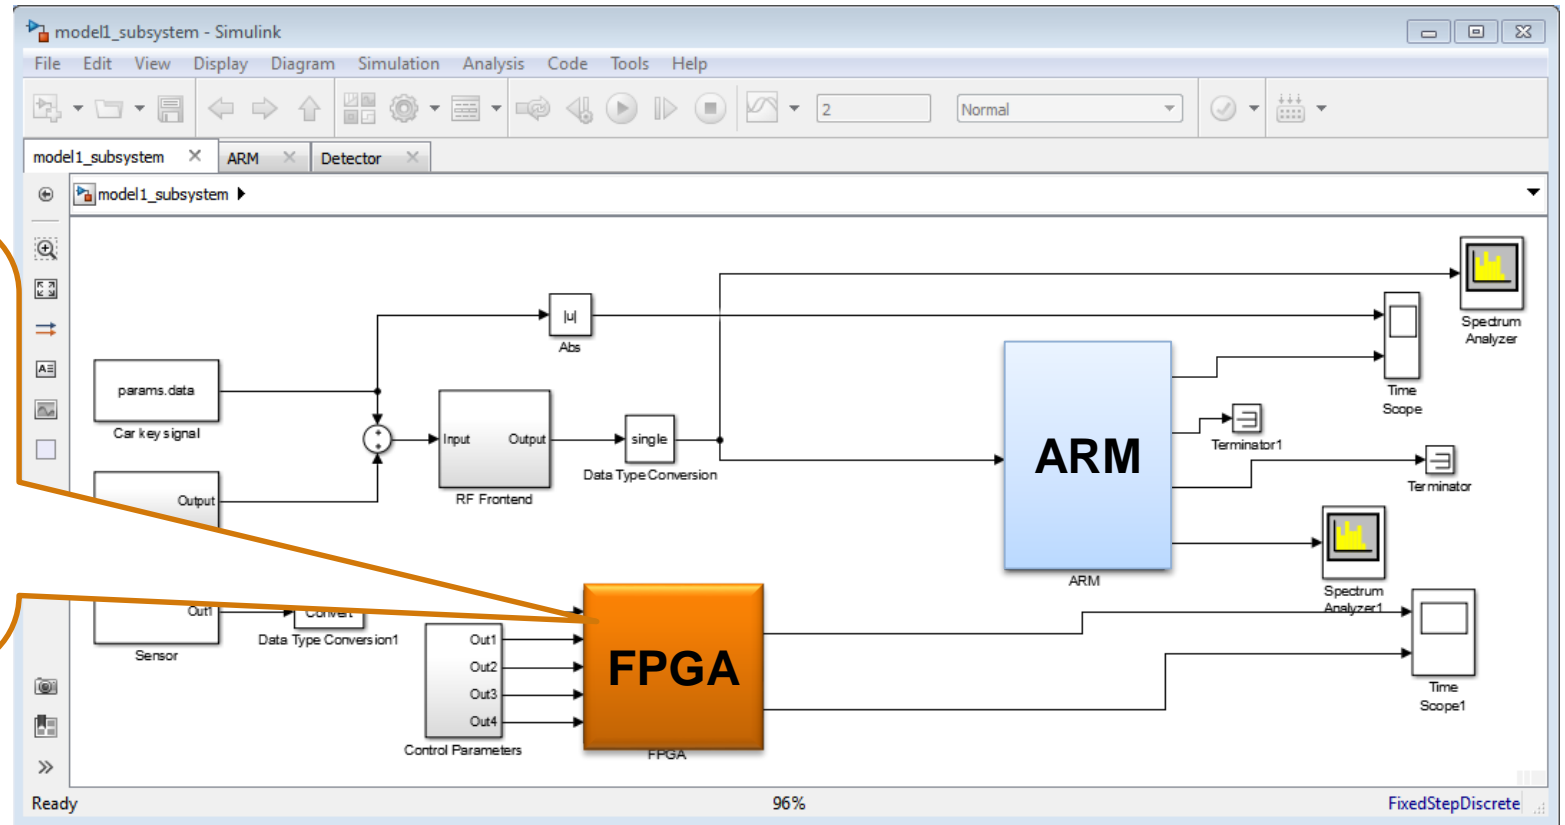 model1_subsystem - Simulink
File Edit View Display Diagram Simulation Analysis Code Tools Help
2 Normal
model1_subsystem ARM Detector
model1_subsystem
Spectrum
Analyzer
|u|
Abs
Time
Scope
params.data
Car key signal
Input Output
RF Frontend
single
Data Type Conversion
ARM
ARM
Terminator1
Terminator
Output
Spectrum
Analyzer1
Out1
Sensor
Convert
Data Type Conversion1
Out1
Out2
Out3
Out4
Control Parameters
FPGA
FPGA
Time
Scope1
Ready 96% FixedStepDiscrete